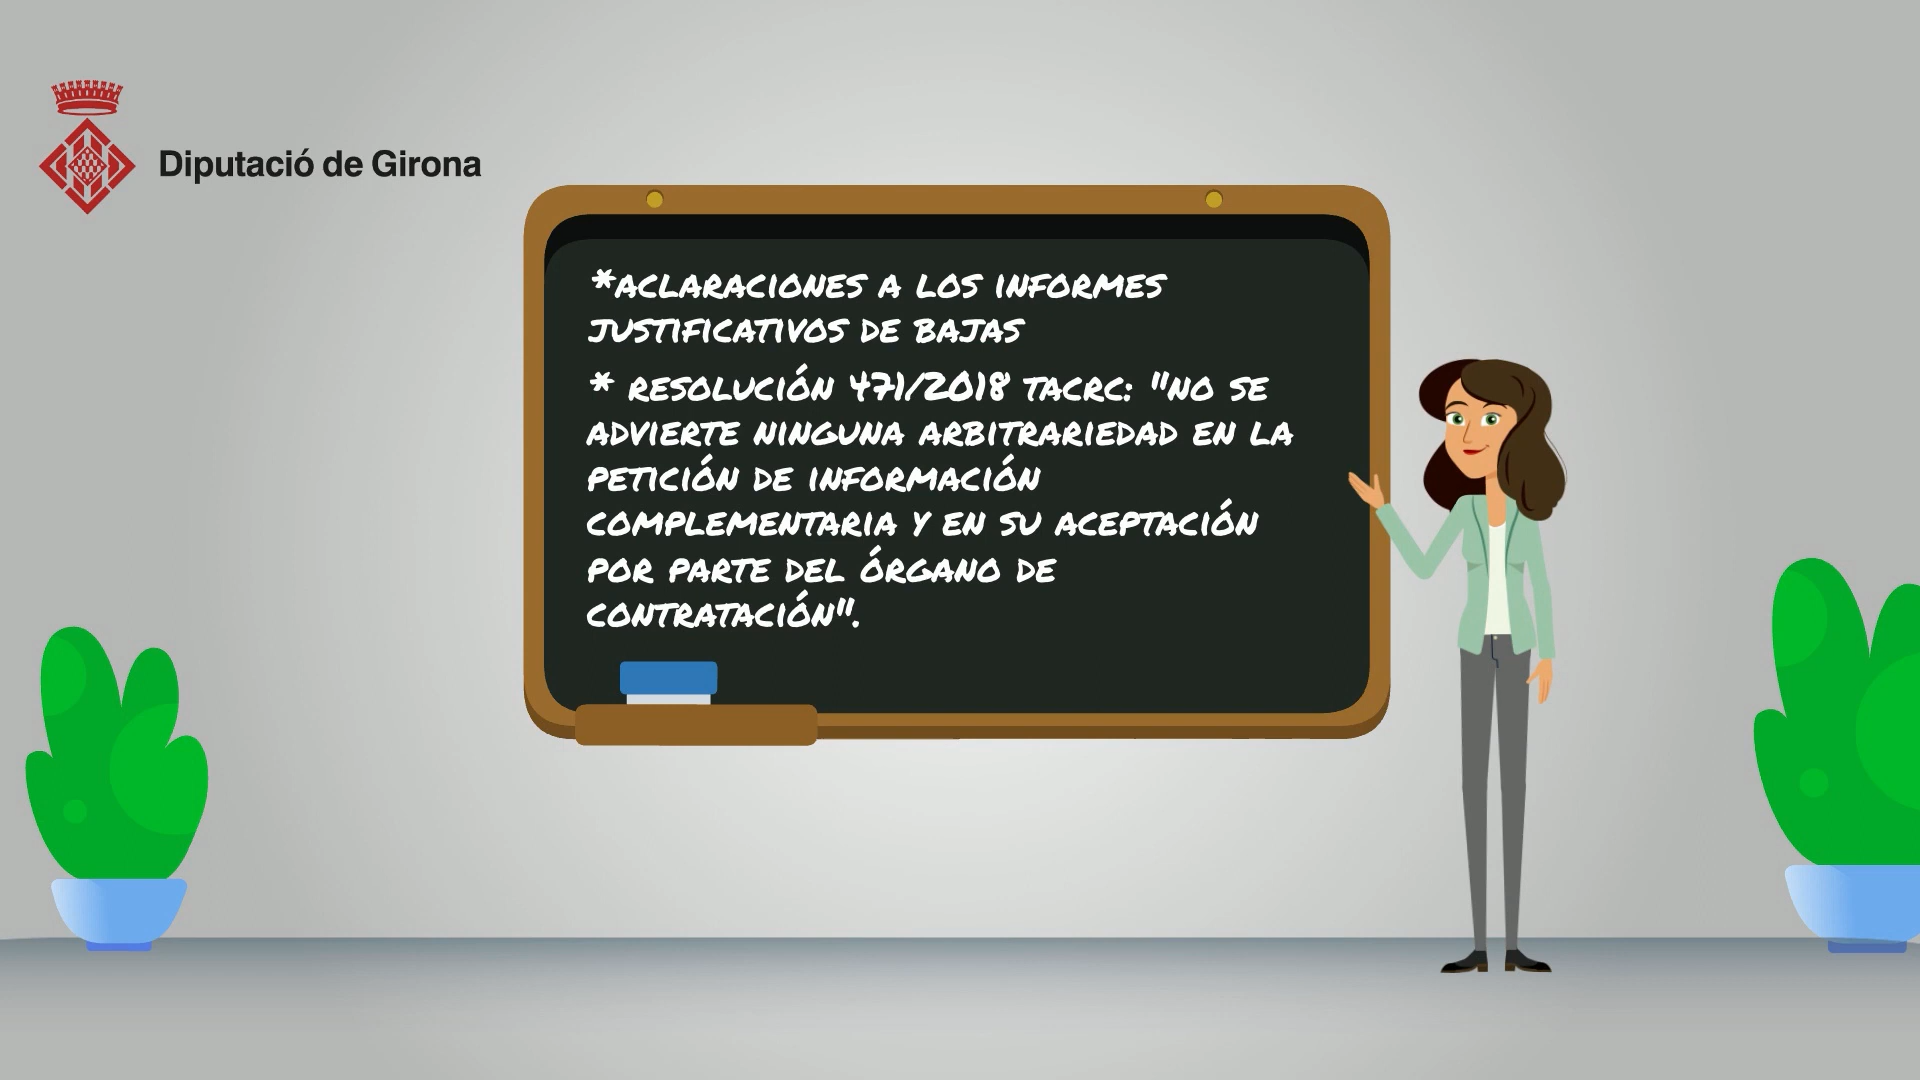 Diputació de Girona
*ACLARACIONES A LOS INFORMES
JUSTIFICATIVOS DE BAJAS
* RESOLUCIÓN 471/2018 TACRC: "NO SE
ADVIERTE NINGUNA ARBITRARIEDAD EN LA
PETICIÓN DE INFORMACIÓN
COMPLEMENTARIA Y EN SU ACEPTACIÓN
POR PARTE DEL ÓRGANO DE
CONTRATACIÓN".